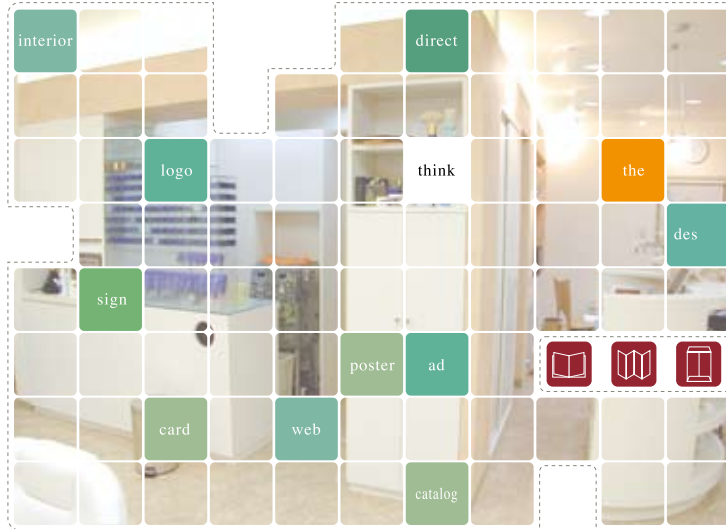 interior
direct
logo
think
the
des
sign
poster
ad
card
web
catalog